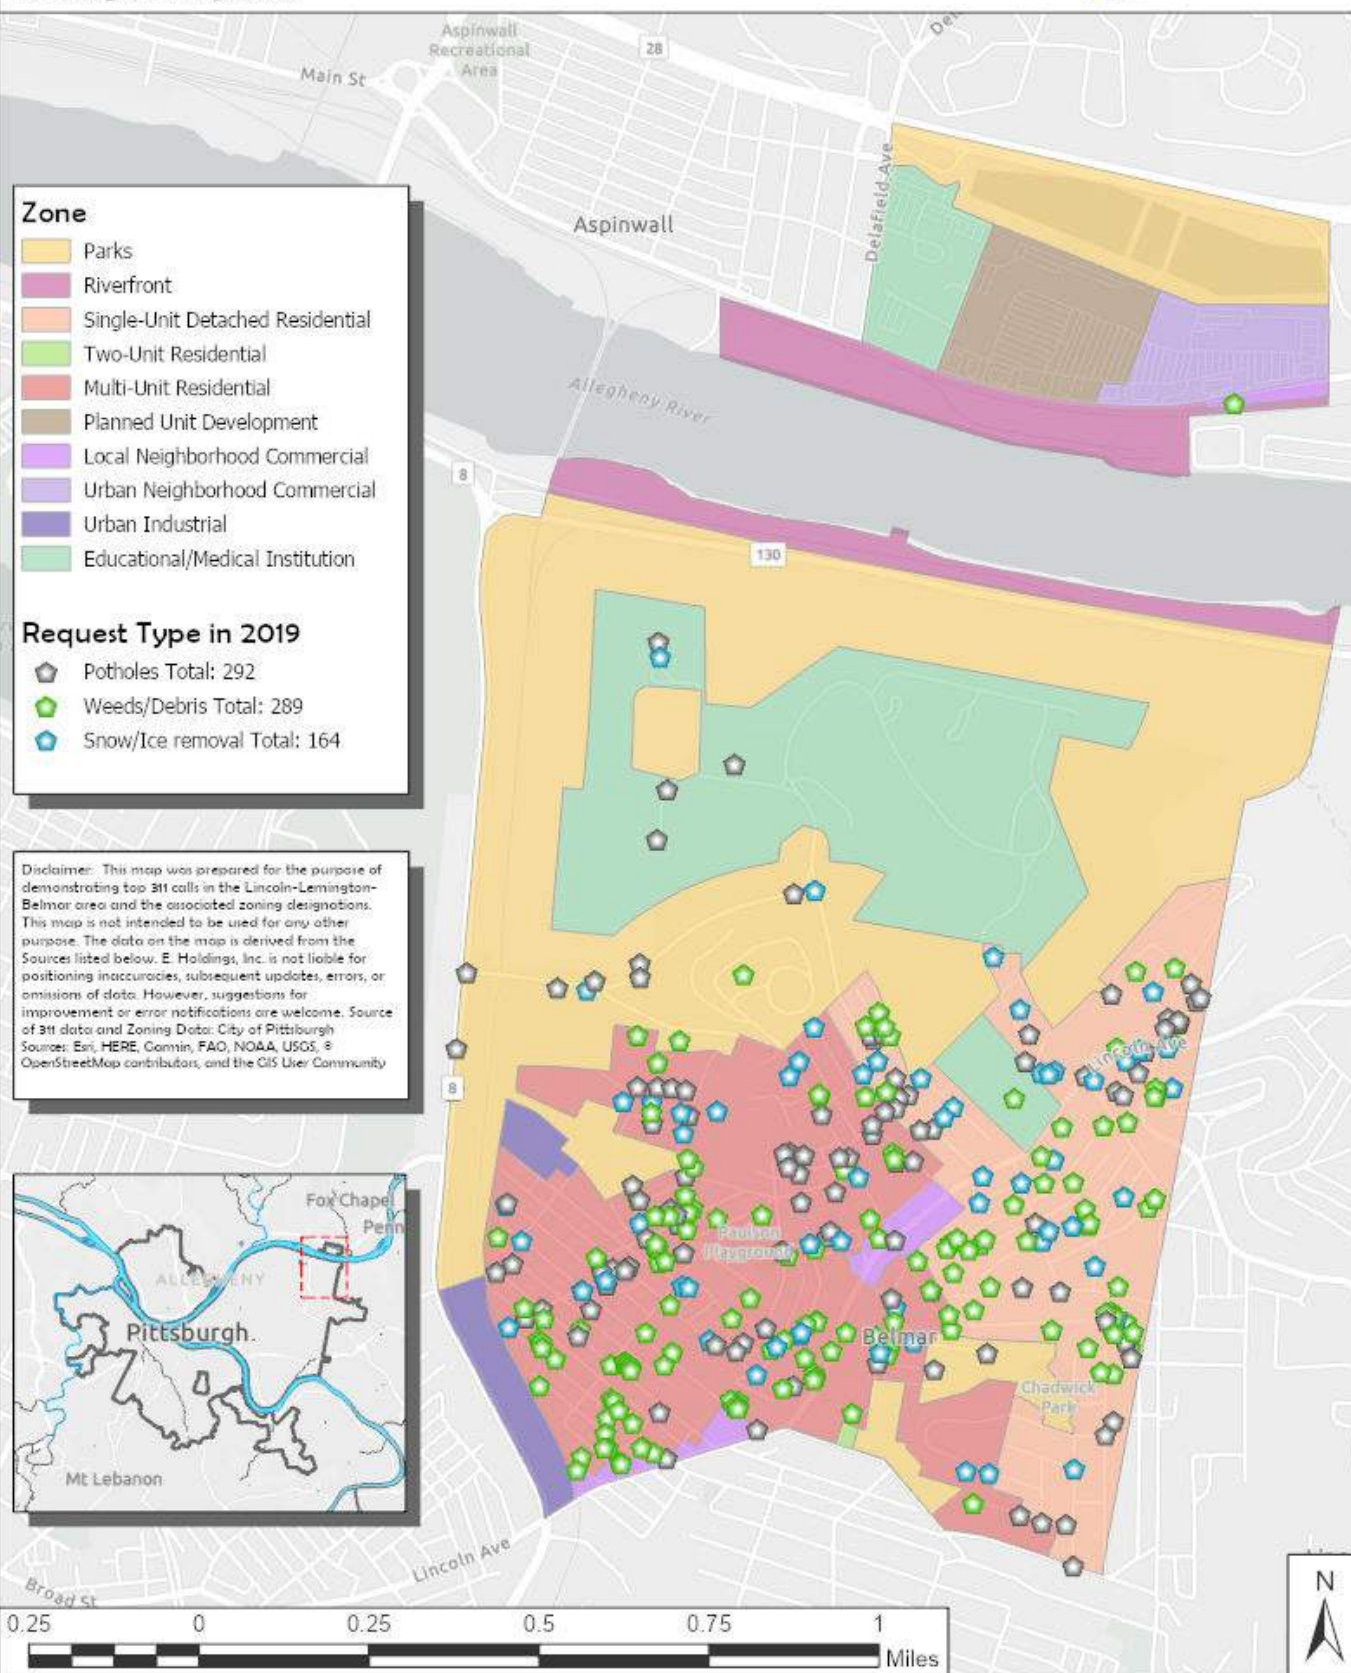 Aspinwall
Recreational
Area
28
Main St
Delafield Ave
Aspinwall
Zone
Parks
Riverfront
Single-Unit Detached Residential
Two-Unit Residential
Multi-Unit Residential
Planned Unit Development
Local Neighborhood Commercial
Urban Neighborhood Commercial
Urban Industrial
Educational/Medical Institution
Allegheny River
8
130
Request Type in 2019
Potholes Total: 292
Weeds/Debris Total: 289
Snow/Ice removal Total: 164
Disclaimer: This map was prepared for the purpose of
demonstrating top 311 calls in the Lincoln-Lemington-
Belmar area and the associated zoning designations.
This map is not intended to be used for any other
purpose. The data on the map is derived from the
Sources listed below. E. Holdings, Inc. is not liable for
positioning inaccuracies, subsequent updates, errors, or
omissions of data. However, suggestions for
improvement or error notifications are welcome. Source
of 311 data and Zoning Data: City of Pittsburgh
Sources: Esri, HERE, Garmin, FAO, NOAA, USGS, ©
OpenStreetMap contributors, and the GIS User Community
Lincoln Ave
8
Fox Chapel
Penn
ALLEGHENY
Pittsburgh
Mt Lebanon
Paulson
Playground
Belmar
Chadwick
Park
Lincoln Ave
Broad St
N
0.25 0 0.25 0.5 0.75 1
Miles